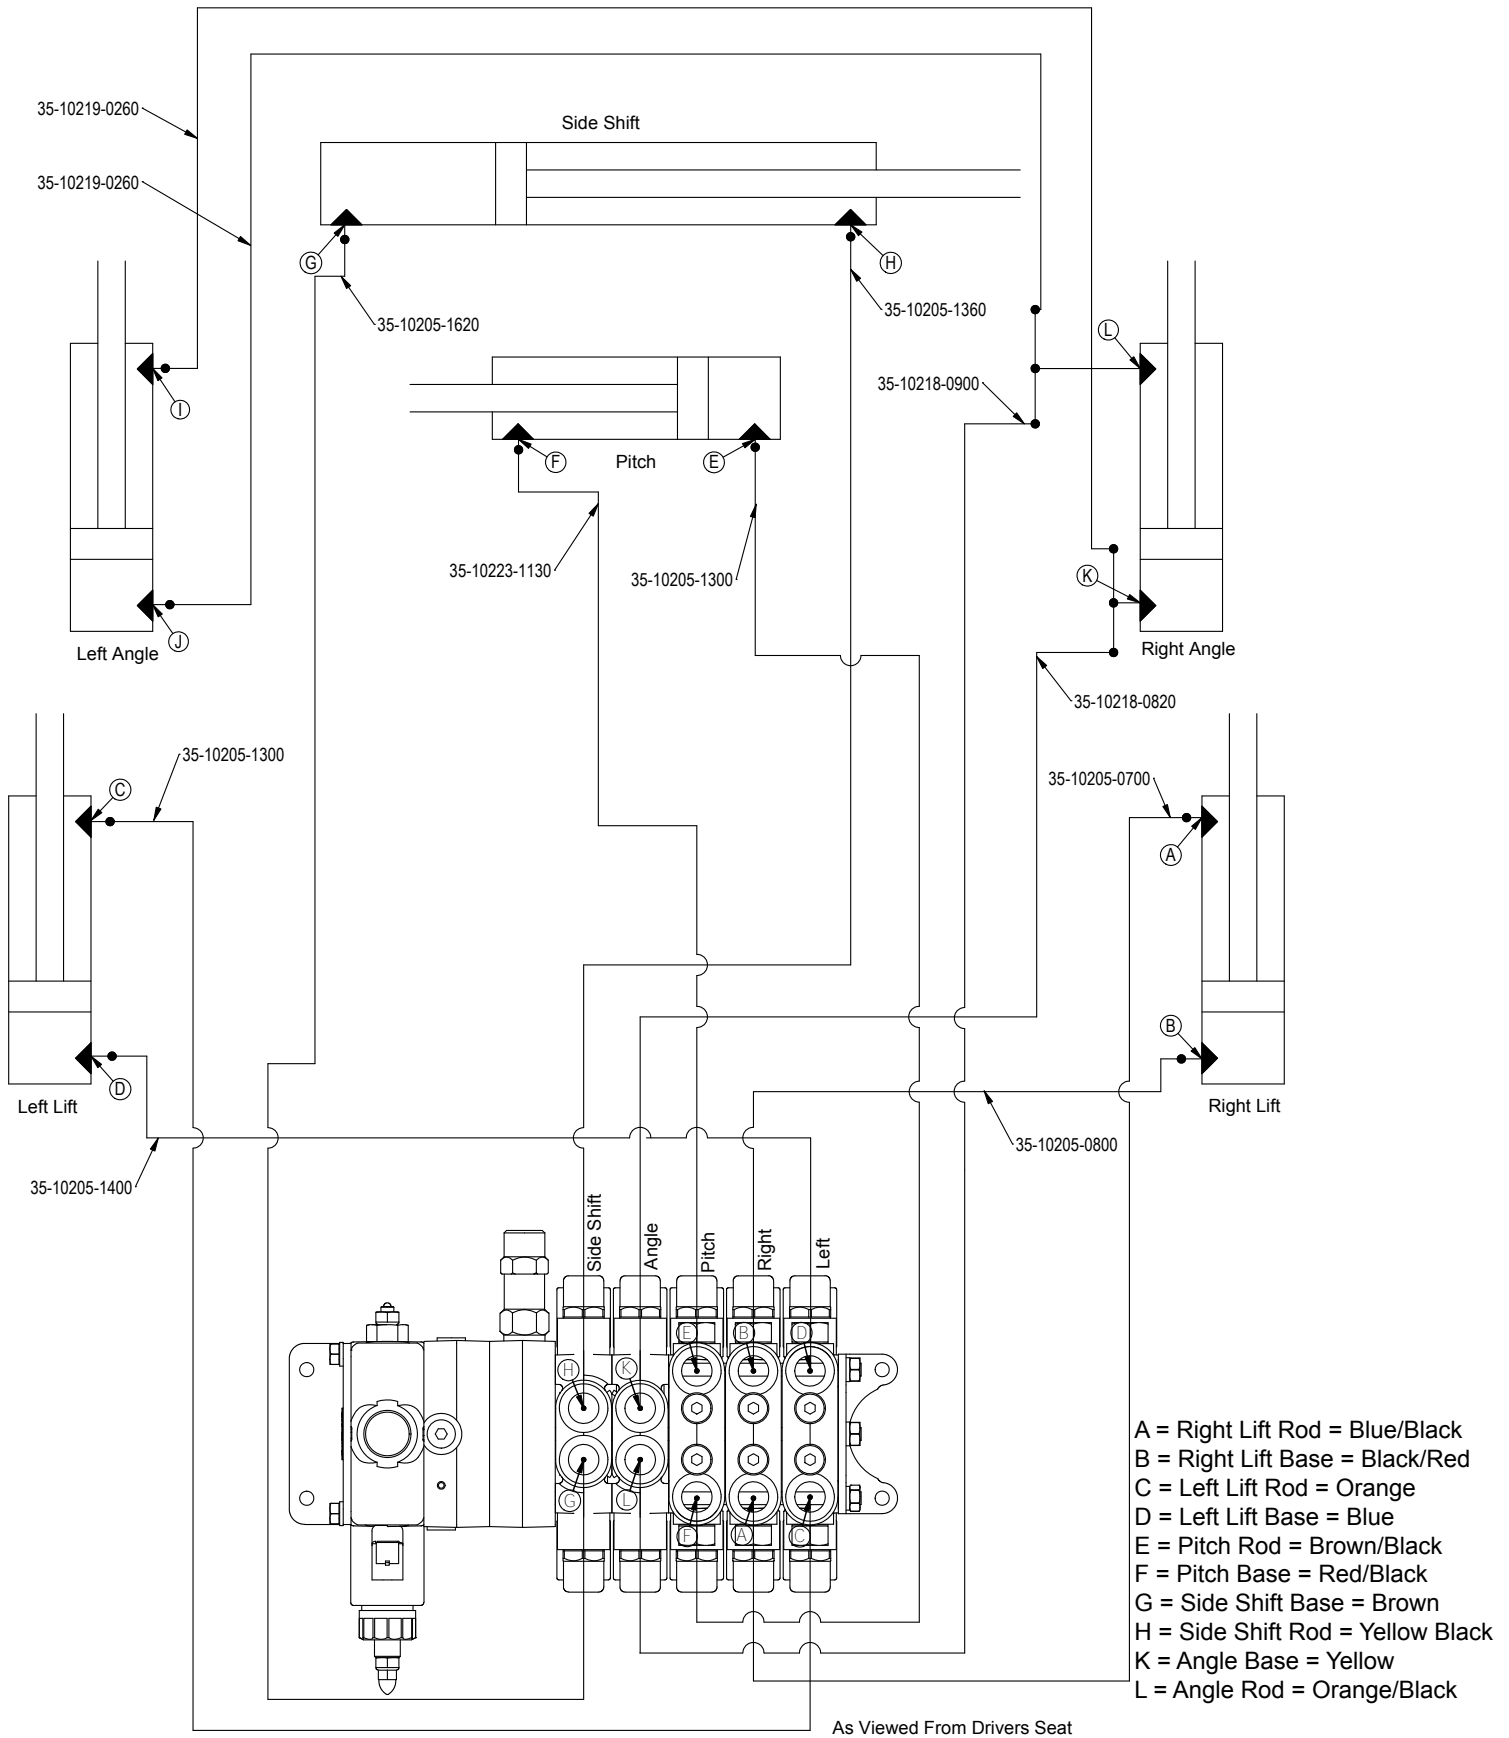 35-10219-0260
Side Shift
35-10219-0260
G
H
35-10205-1620
35-10205-1360
L
35-10218-0900
I
F
Pitch
E
35-10223-1130
35-10205-1300
K
J
Left Angle
Right Angle
35-10218-0820
35-10205-1300
C
35-10205-0700
A
B
D
Left Lift
Right Lift
35-10205-0800
35-10205-1400
Side Shift
Angle
Pitch
Right
Left
E
B
D
H
K
G
L
F
A
C
A = Right Lift Rod = Blue/Black
B = Right Lift Base = Black/Red
C = Left Lift Rod = Orange
D = Left Lift Base = Blue
E = Pitch Rod = Brown/Black
F = Pitch Base = Red/Black
G = Side Shift Base = Brown
H = Side Shift Rod = Yellow Black
K = Angle Base = Yellow
L = Angle Rod = Orange/Black
As Viewed From Drivers Seat